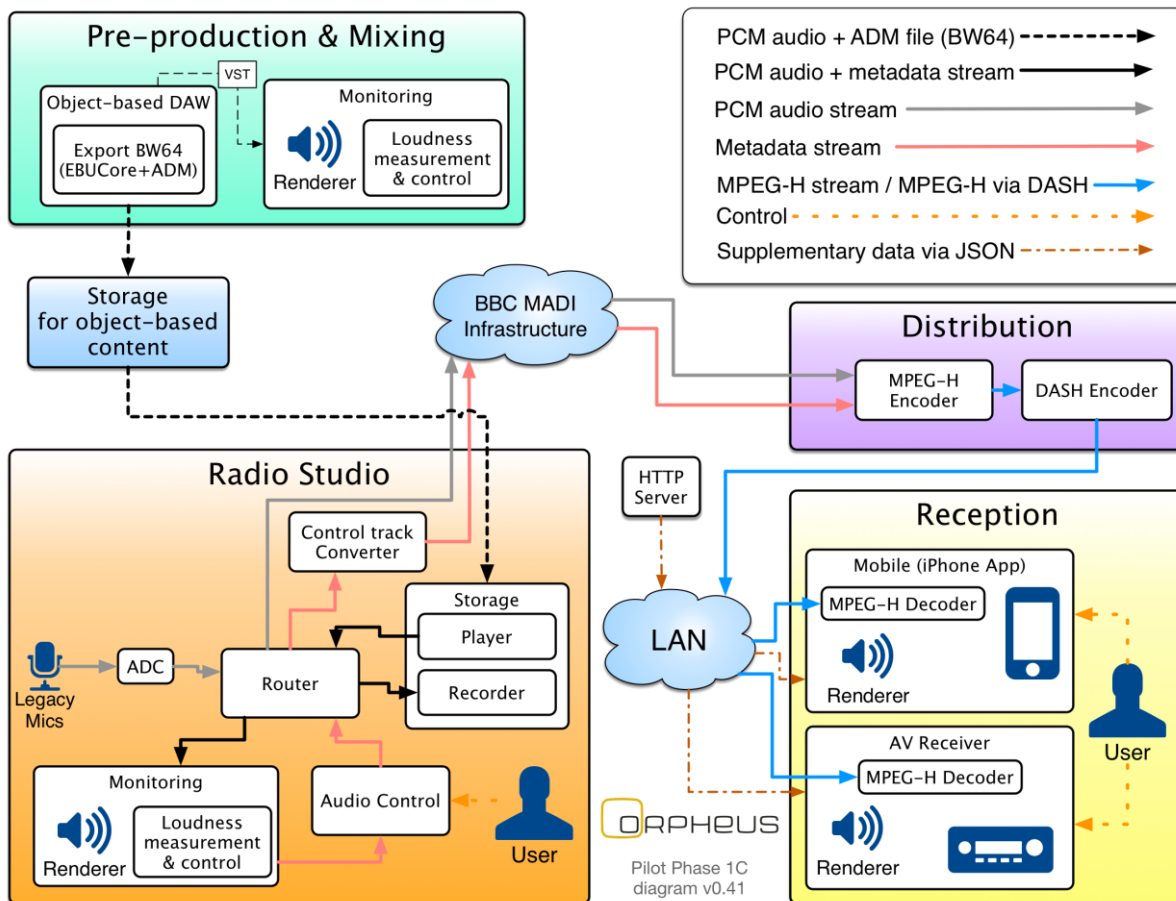 Pre-production & Mixing
VST
Object-based DAW
Export BW64
(EBUCore+ADM)
Monitoring
Renderer
Loudness
measurement
& control
PCM audio + ADM file (BW64)
PCM audio + metadata stream
PCM audio stream
Metadata stream
MPEG-H stream / MPEG-H via DASH
Control
Supplementary data via JSON
Storage
for object-based
content
BBC MADI
Infrastructure
Distribution
MPEG-H
Encoder
DASH Encoder
Radio Studio
Control track
Converter
Storage
Player
Recorder
Legacy
Mics
ADC
Router
Monitoring
Renderer
Loudness
measurement
& control
Audio Control
User
HTTP
Server
LAN
Reception
Mobile (iPhone App)
MPEG-H Decoder
Renderer
User
AV Receiver
MPEG-H Decoder
Renderer
ORPHEUS
Pilot Phase 1C
diagram v0.41